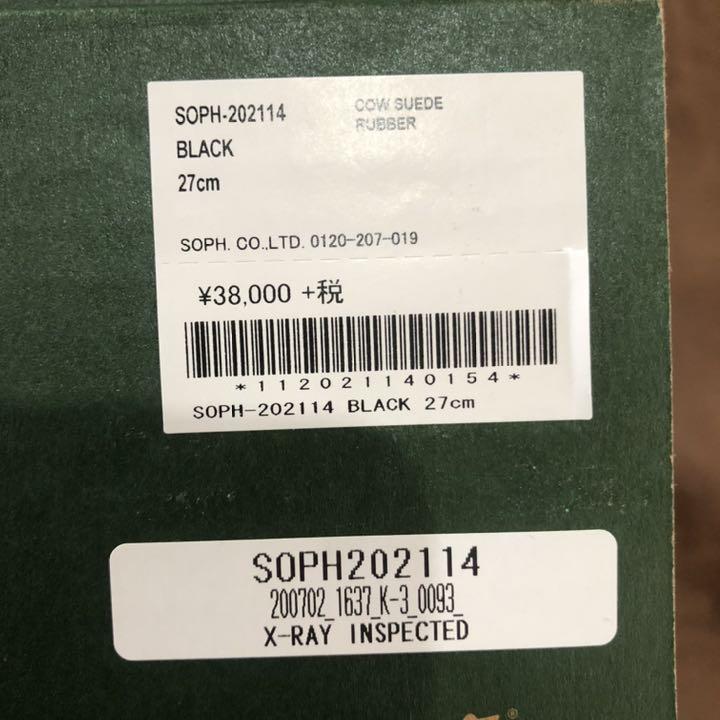 SOPH-202114
COW SUEDE
RUBBER
BLACK
27cm
SOPH. CO.,LTD. 0120-207-019
¥38,000 +税
*112021140154*
SOPH-202114 BLACK 27cm
SOPH202114
200702_1637_K-3_0093_
X-RAY INSPECTED
®